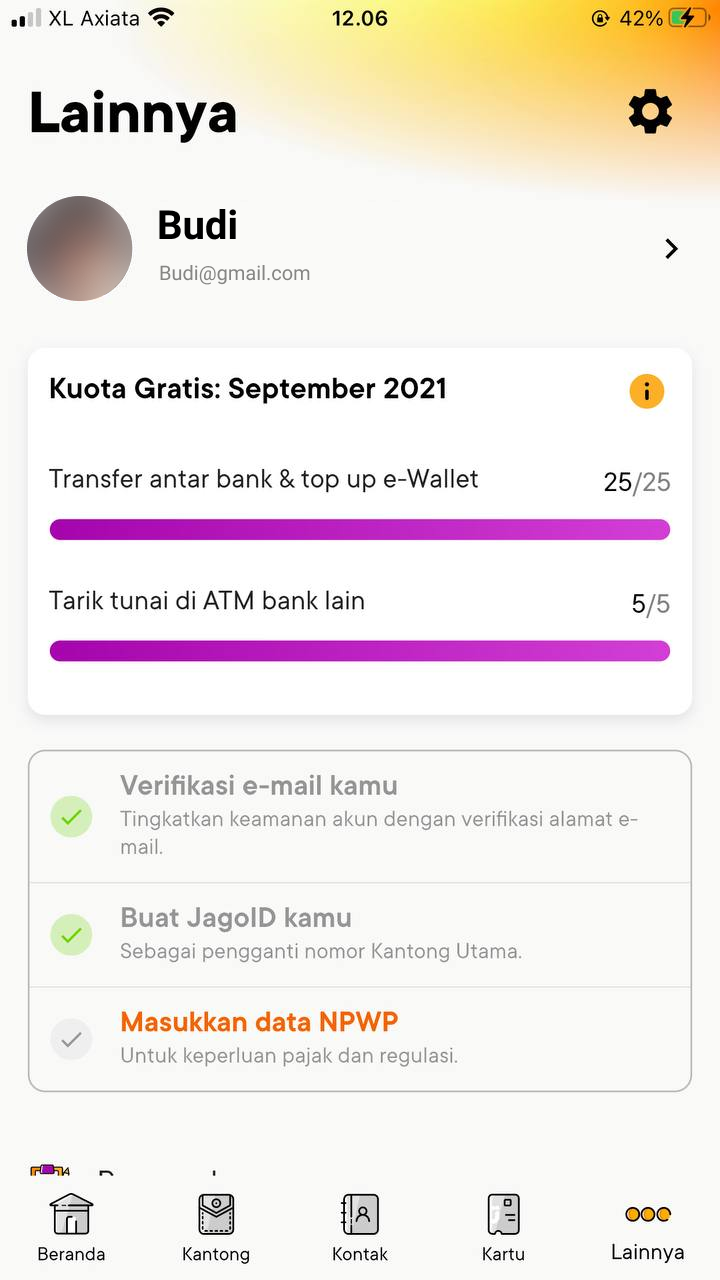 XL Axiata 12.06 42%
Lainnya
Budi
Budi@gmail.com
Kuota Gratis: September 2021
Transfer antar bank & top up e-Wallet 25/25
Tarik tunai di ATM bank lain 5/5
Verifikasi e-mail kamu
Tingkatkan keamanan akun dengan verifikasi alamat e-
mail.
Buat JagoID kamu
Sebagai pengganti nomor Kantong Utama.
Masukkan data NPWP
Untuk keperluan pajak dan regulasi.
Beranda Kantong Kontak Kartu Lainnya